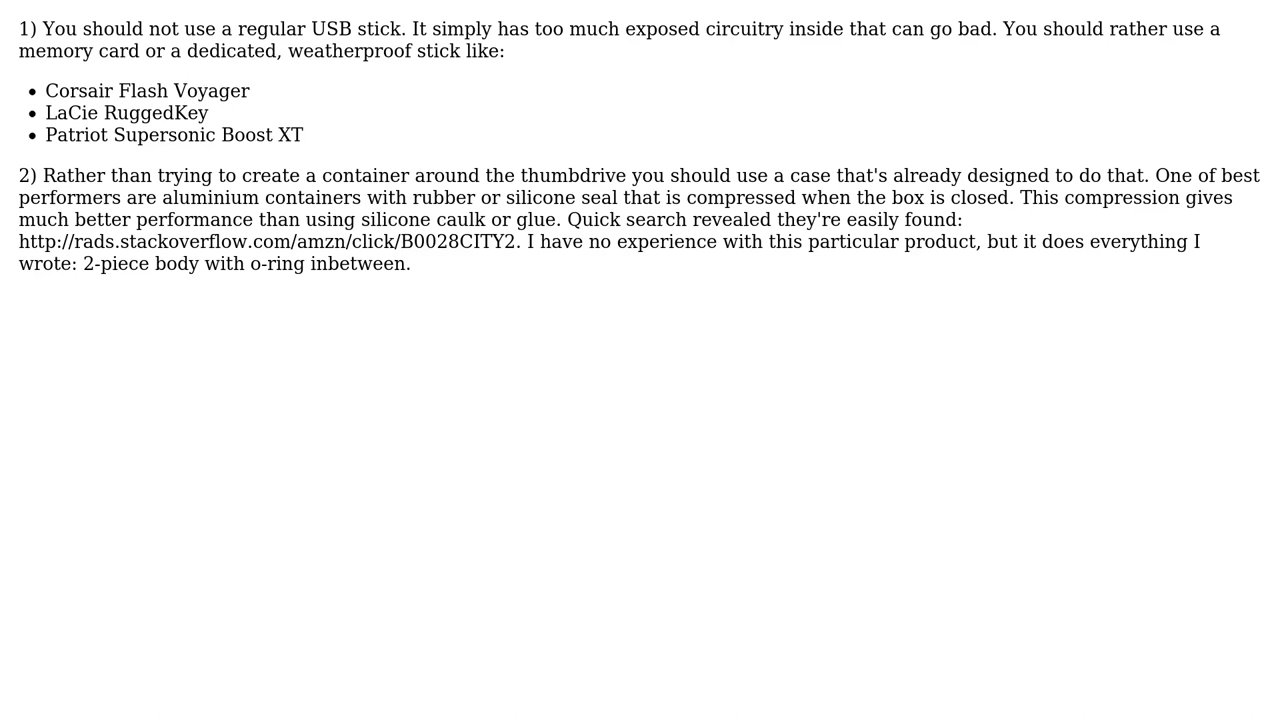 1) You should not use a regular USB stick. It simply has too much exposed circuitry inside that can go bad. You should rather use a
memory card or a dedicated, weatherproof stick like:
• Corsair Flash Voyager
• LaCie RuggedKey
• Patriot Supersonic Boost XT
2) Rather than trying to create a container around the thumbdrive you should use a case that's already designed to do that. One of best
performers are aluminium containers with rubber or silicone seal that is compressed when the box is closed. This compression gives
much better performance than using silicone caulk or glue. Quick search revealed they're easily found:
http://rads.stackoverflow.com/amzn/click/B0028CITY2. I have no experience with this particular product, but it does everything I
wrote: 2-piece body with o-ring inbetween.